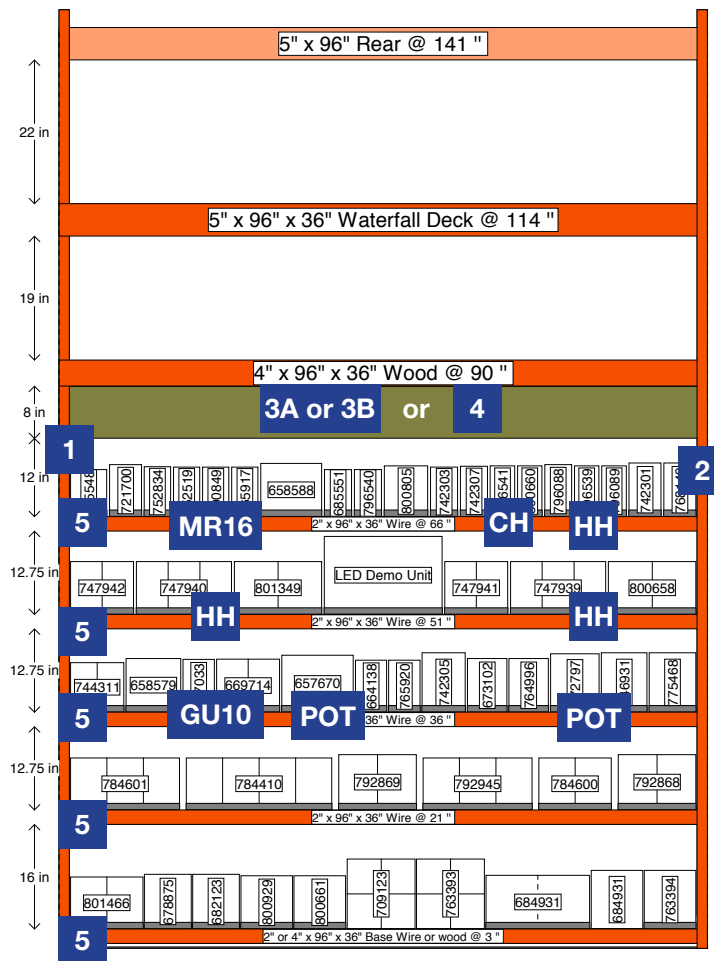 5" x 96" Rear @ 141 "
22 in
5" x 96" x 36" Waterfall Deck @ 114 "
19 in
4" x 96" x 36" Wood @ 90 "
8 in
3A or 3B or 4
1
2
12 in
721700
752834
658588
685551
796540
800805
742303
742307
796088
742301
5
MR16
2" x 96" x 36" Wire @ 66 "
CH
HH
12.75 in
747942
747940
801349
LED Demo Unit
747941
747939
800658
5
HH
2" x 96" x 36" Wire @ 51 "
HH
12.75 in
744311
658579
669714
657670
664138
765920
742305
673102
764996
775468
5
GU10
POT
36" Wire @ 36 "
POT
12.75 in
784601
784410
792869
792945
784600
792868
5
2" x 96" x 36" Wire @ 21 "
16 in
801466
678875
682123
800929
800661
709123
763393
684931
684931
763394
5
2" or 4" x 96" x 36" Base Wire or wood @ 3 "